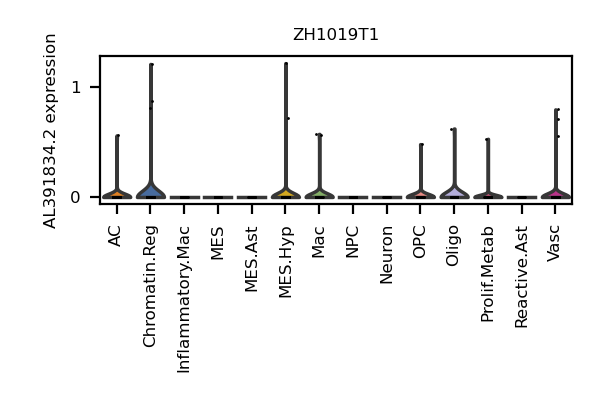 ZH1019T1
AL391834.2 expression
1
0
AC
Chromatin.Reg
Inflammatory.Mac
MES
MES.Ast
MES.Hyp
Mac
NPC
Neuron
OPC
Oligo
Prolif.Metab
Reactive.Ast
Vasc